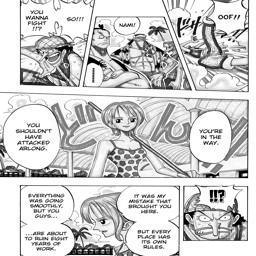 OOF!!
NAMI!
SO!!!
YOU
WANNA
FIGHT
!!?
YOU'RE
IN THE
WAY.
YOU
SHOULDN'T
HAVE
ATTACKED
ARLONG.
!!?
IT WAS MY
MISTAKE THAT
BROUGHT YOU
HERE.
BUT EVERY
PLACE HAS
ITS OWN
RULES.
EVERYTHING
WAS GOING
SMOOTHLY,
BUT YOU
GUYS...
...ARE ABOUT
TO RUIN EIGHT
YEARS OF
WORK.